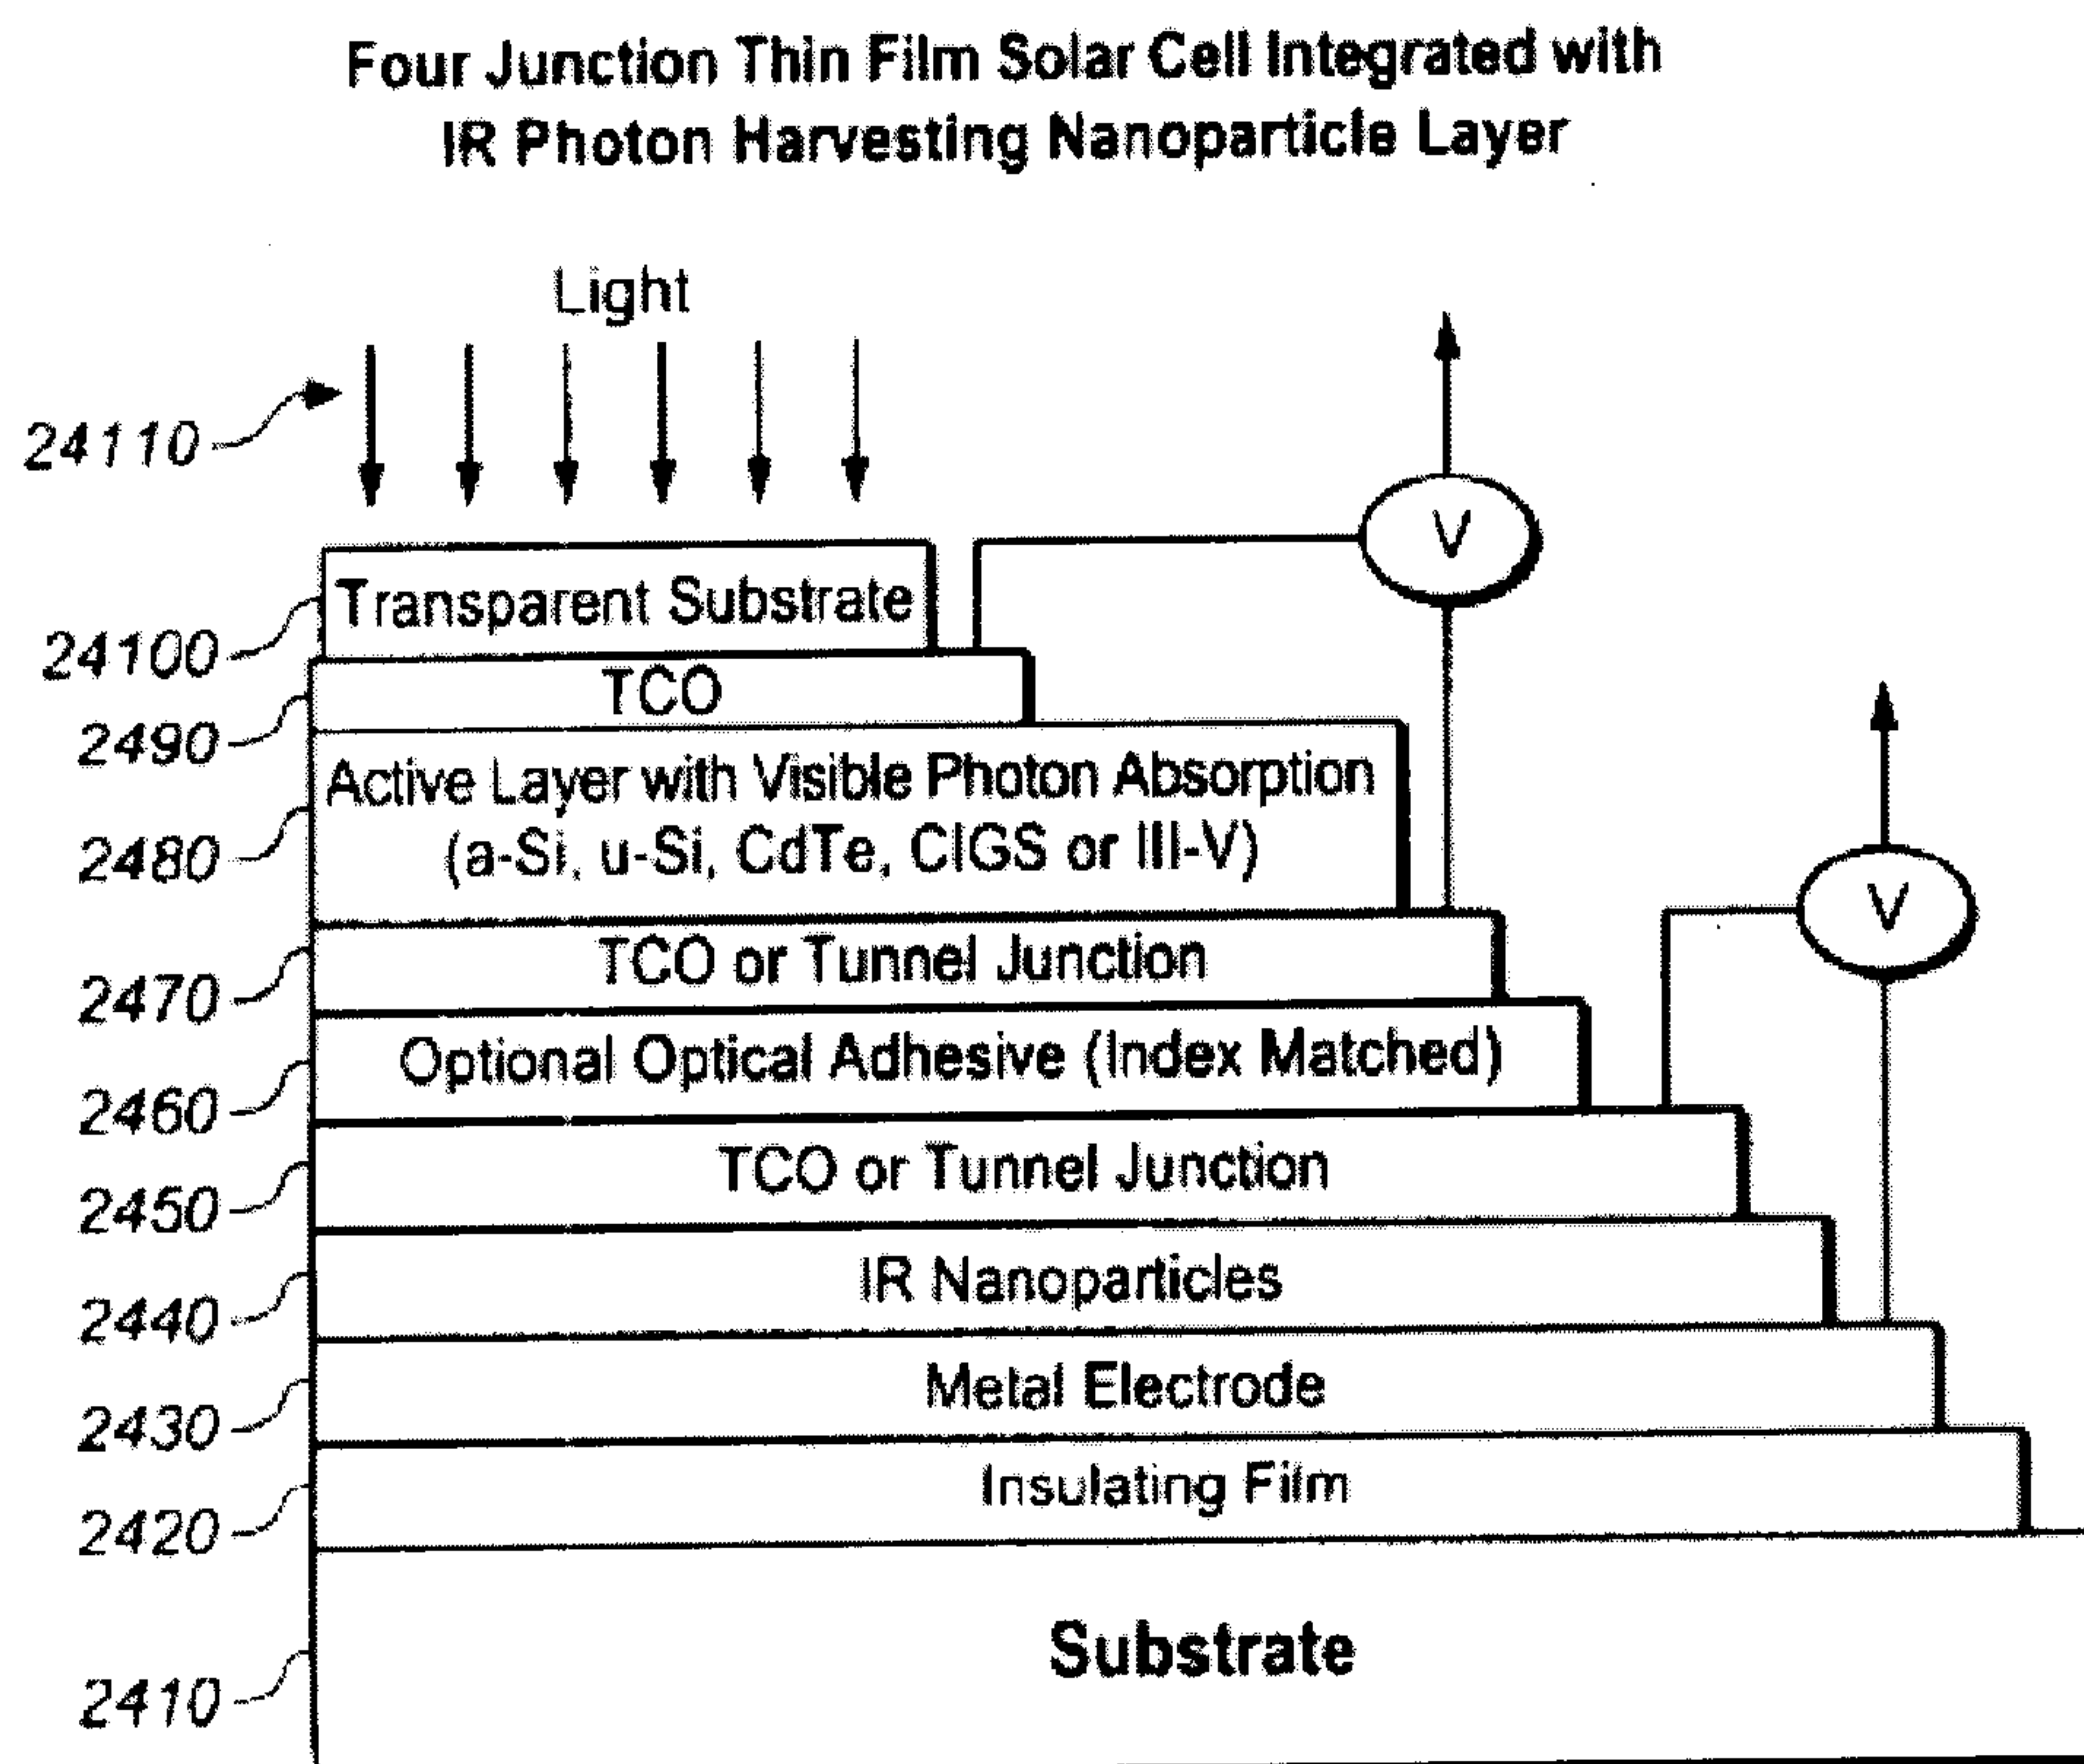 Four Junction Thin Film Solar Cell Integrated with
IR Photon Harvesting Nanoparticle Layer
Light
24110
V
Transparent Substrate
24100
TCO
2490
Active Layer with Visible Photon Absorption
(a-Si, u-Si, CdTe, CIGS or III-V)
2480
V
TCO or Tunnel Junction
2470
Optional Optical Adhesive (Index Matched)
2460
TCO or Tunnel Junction
2450
IR Nanoparticles
2440
Metal Electrode
2430
Insulating Film
2420
Substrate
2410